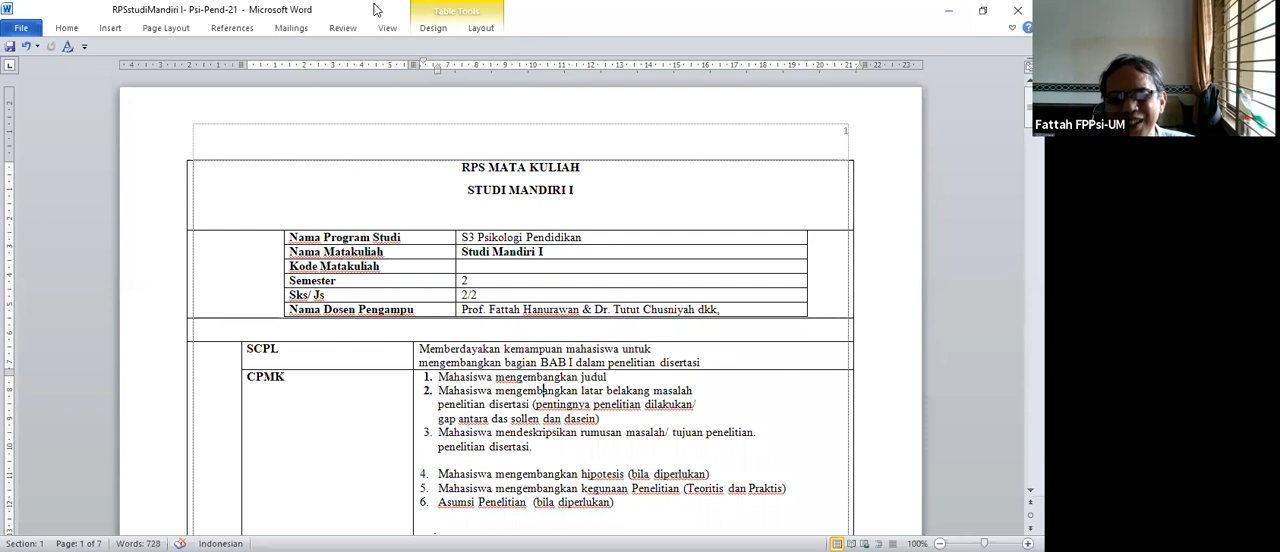 RPSstudiMandiri I- Psi-Pend-21 - Microsoft Word
Table Tools
File Home Insert Page Layout References Mailings Review View Design Layout
Fattah FPPsi-UM
1
RPS MATA KULIAH
STUDI MANDIRI I
Nama Program Studi S3 Psikologi Pendidikan
Nama Matakuliah Studi Mandiri I
Kode Matakuliah
Semester 2
Sks/ Js 2/2
Nama Dosen Pengampu Prof. Fattah Hanurawan & Dr. Tutut Chusniyah dkk,
SCPL Memberdayakan kemampuan mahasiswa untuk
mengembangkan bagian BAB I dalam penelitian disertasi
CPMK 1. Mahasiswa mengembangkan judul
2. Mahasiswa mengembangkan latar belakang masalah
penelitian disertasi (pentingnya penelitian dilakukan/
gap antara das sollen dan dasein)
3. Mahasiswa mendeskripsikan rumusan masalah/ tujuan penelitian.
penelitian disertasi.
4. Mahasiswa mengembangkan hipotesis (bila diperlukan)
5. Mahasiswa mengembangkan kegunaan Penelitian (Teoritis dan Praktis)
6. Asumsi Penelitian (bila diperlukan)
Section: 1 Page: 1 of 7 Words: 728 Indonesian 100%